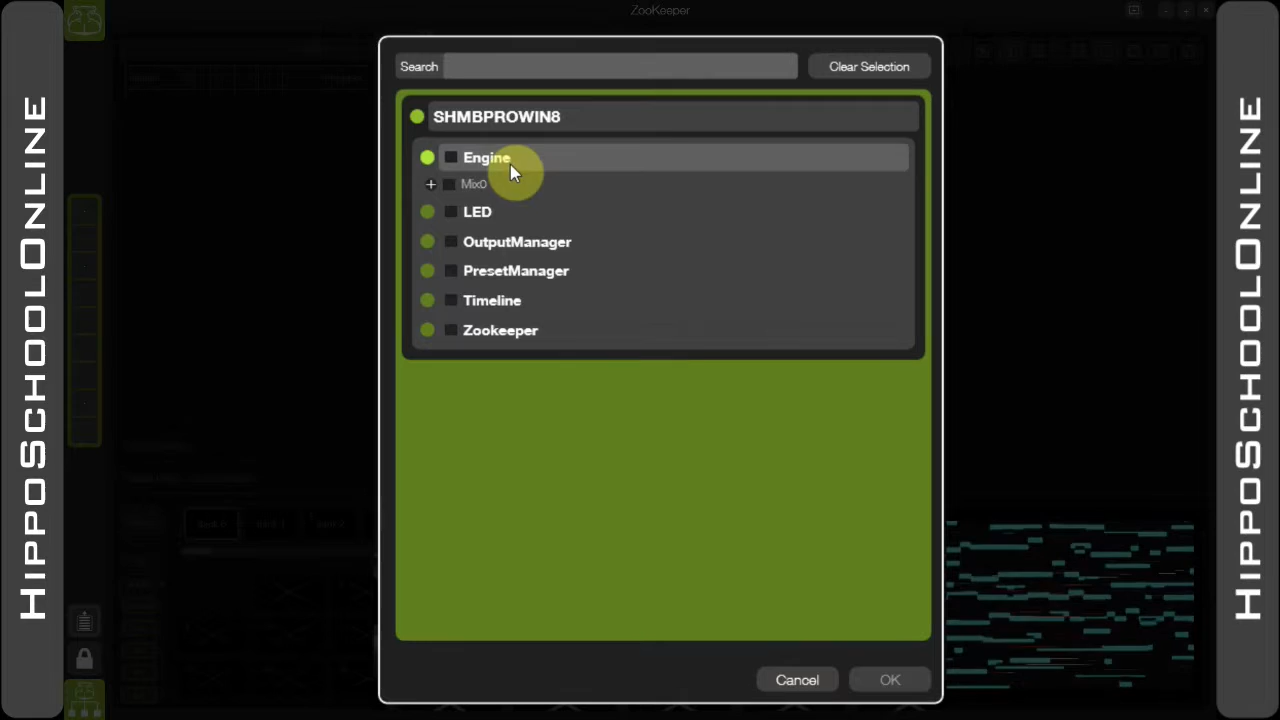 ZooKeeper
HIPPOSCHOOLONLINE
Search
Clear Selection
SHMBPROWIN8
Engine
Mix0
LED
OutputManager
PresetManager
Timeline
Zookeeper
Cancel
OK
HIPPOSCHOOLONLINE